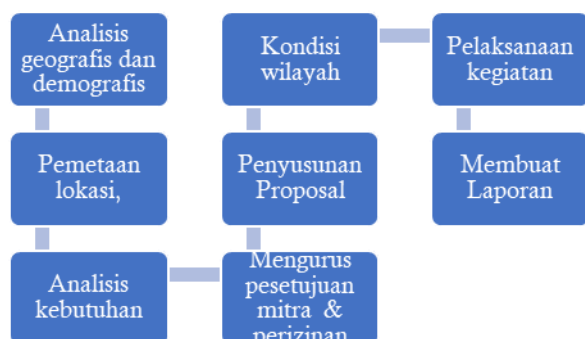 Analisis
geografis dan
demografis
Pemetaan
lokasi,
Analisis
kebutuhan
Mengurus
pesetujuan
mitra &
perizinan
Penyusunan
Proposal
Kondisi
wilayah
Pelaksanaan
kegiatan
Membuat
Laporan